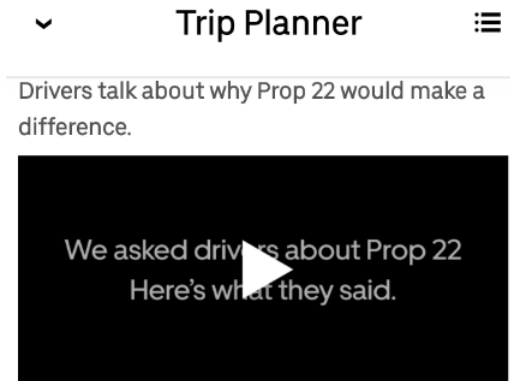 Trip Planner
Drivers talk about why Prop 22 would make a
difference.
We asked drivers about Prop 22
Here's what they said.